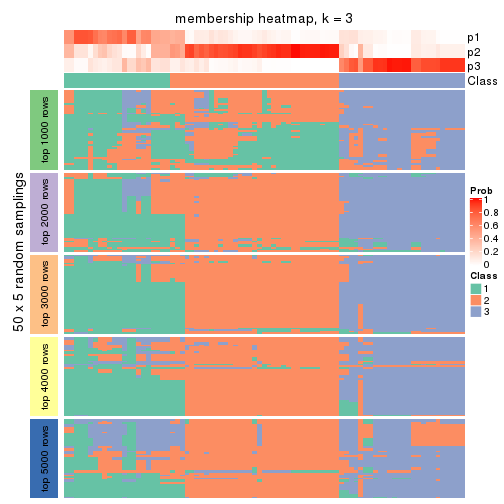 membership heatmap, k = 3
p1
p2
p3
Class
50 x 5 random samplings
top 1000 rows
top 2000 rows
top 3000 rows
top 4000 rows
top 5000 rows
Prob
1
0.8
0.6
0.4
0.2
0
Class
1
2
3